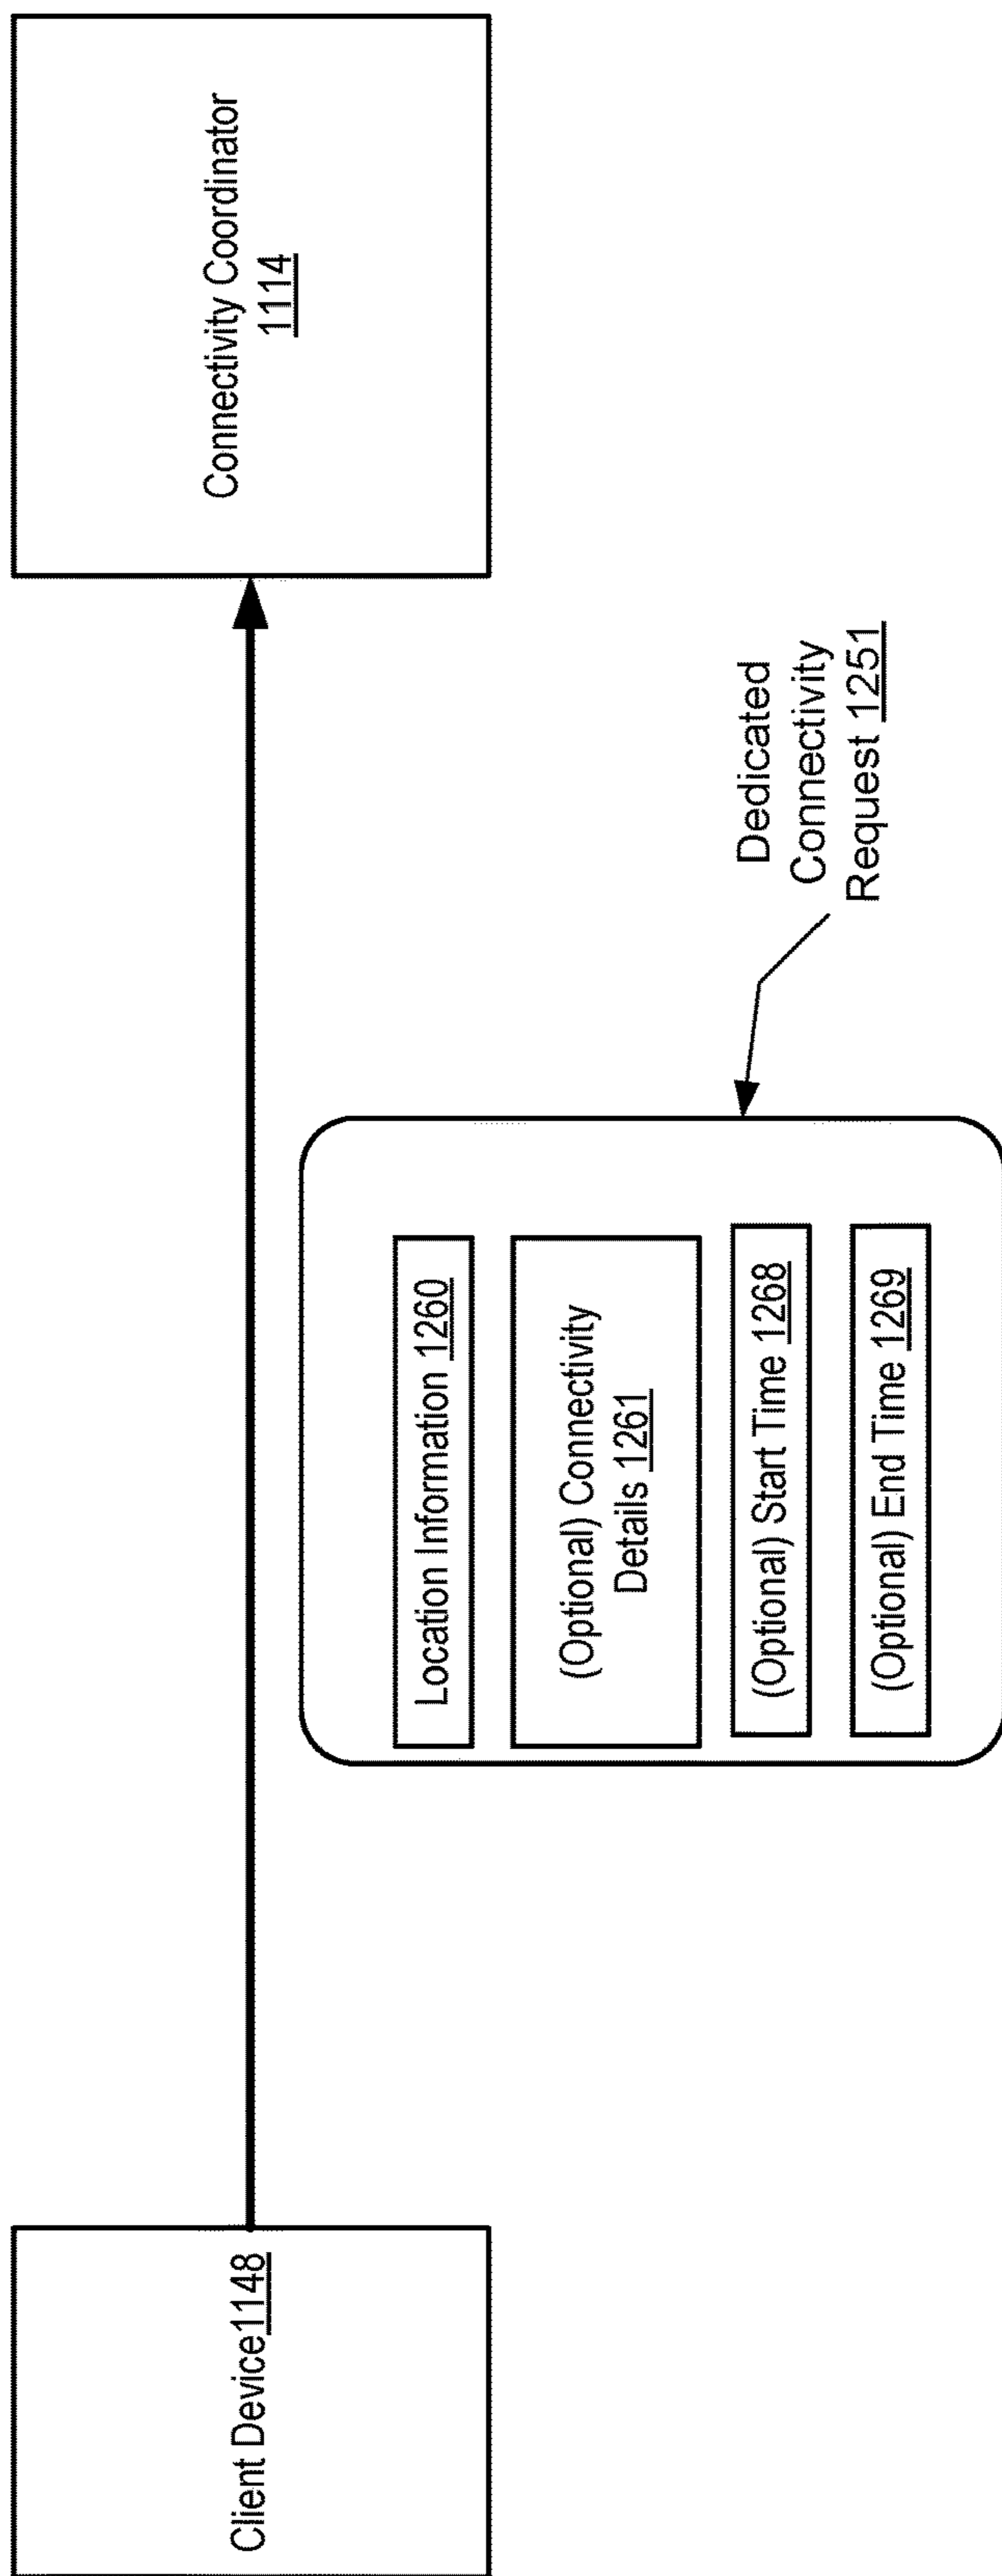 Client Device1148
Connectivity Coordinator
1114
Location Information 1260
(Optional) Connectivity
Details 1261
(Optional) Start Time 1268
(Optional) End Time 1269
Dedicated
Connectivity
Request 1251